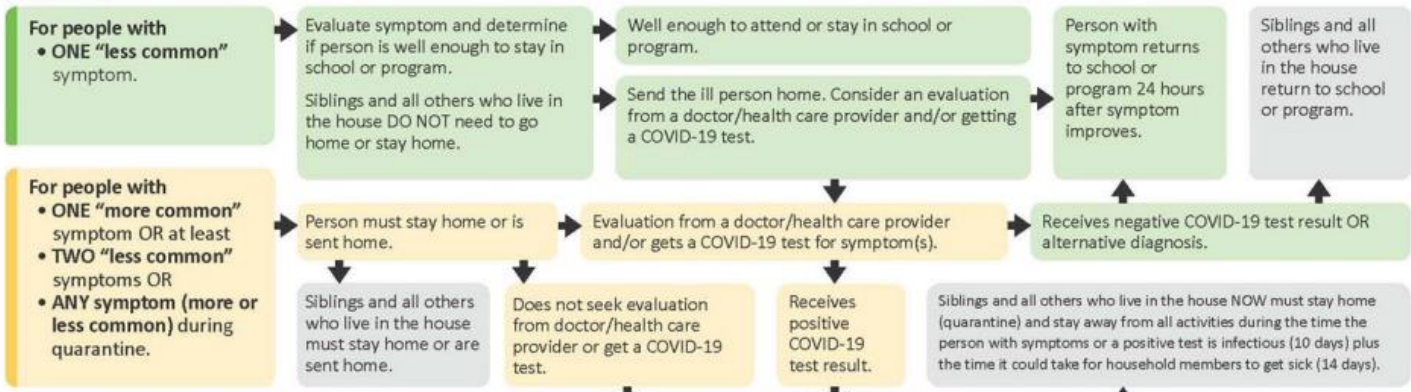 For people with
• ONE “less common”
symptom.
Evaluate symptom and determine
if person is well enough to stay in
school or program.
Siblings and all others who live in
the house DO NOT need to go
home or stay home.
Well enough to attend or stay in school or
program.
Send the ill person home. Consider an evaluation
from a doctor/health care provider and/or getting
a COVID-19 test.
Person with
symptom returns
to school or
program 24 hours
after symptom
improves.
Siblings and all
others who live
in the house
return to school
or program.
For people with
• ONE “more common”
symptom OR at least
• TWO “less common”
symptoms OR
• ANY symptom (more or
less common) during
quarantine.
Person must stay home or is
sent home.
Evaluation from a doctor/health care provider
and/or gets a COVID-19 test for symptom(s).
Receives negative COVID-19 test result OR
alternative diagnosis.
Siblings and all others
who live in the house
must stay home or are
sent home.
Does not seek evaluation
from doctor/health care
provider or get a COVID-19
test.
Receives
positive
COVID-19
test result.
Siblings and all others who live in the house NOW must stay home
(quarantine) and stay away from all activities during the time the
person with symptoms or a positive test is infectious (10 days) plus
the time it could take for household members to get sick (14 days).